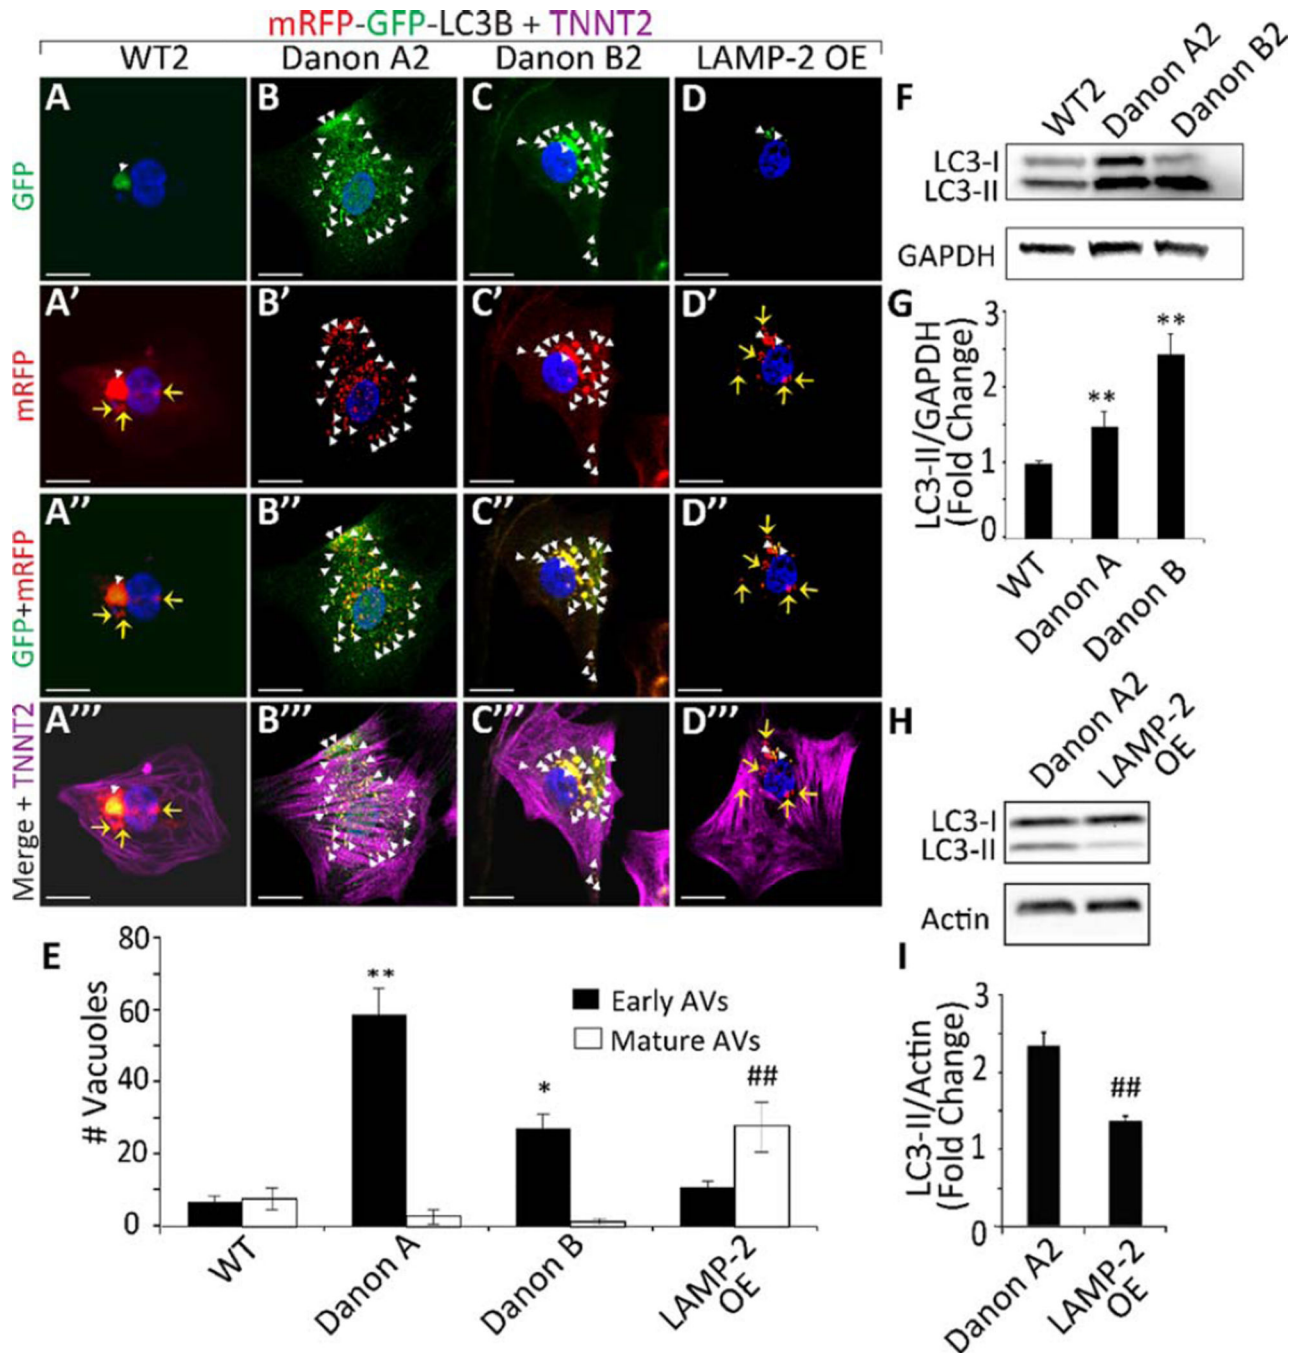 mRFP-GFP-LC3B + TNNT2
WT2 Danon A2 Danon B2 LAMP-2 OE
GFP
A B C D
mRFP
A’ B’ C’ D’
GFP+mRFP
A’’ B’’ C’’ D’’
Merge + TNNT2
A’’’ B’’’ C’’’ D’’’
E
# Vacuoles
80
60
40
20
0
** * ##
Early AVs
Mature AVs
WT Danon A Danon B LAMP-2
OE
F
WT2 Danon A2 Danon B2
LC3-I
LC3-II
GAPDH
G
LC3-II/GAPDH
(Fold Change)
3
2
1
0
** **
WT Danon A Danon B
H
Danon A2 LAMP-2
OE
LC3-I
LC3-II
Actin
I
LC3-II/Actin
(Fold Change)
3
2
1
0
##
Danon A2 LAMP-2
OE